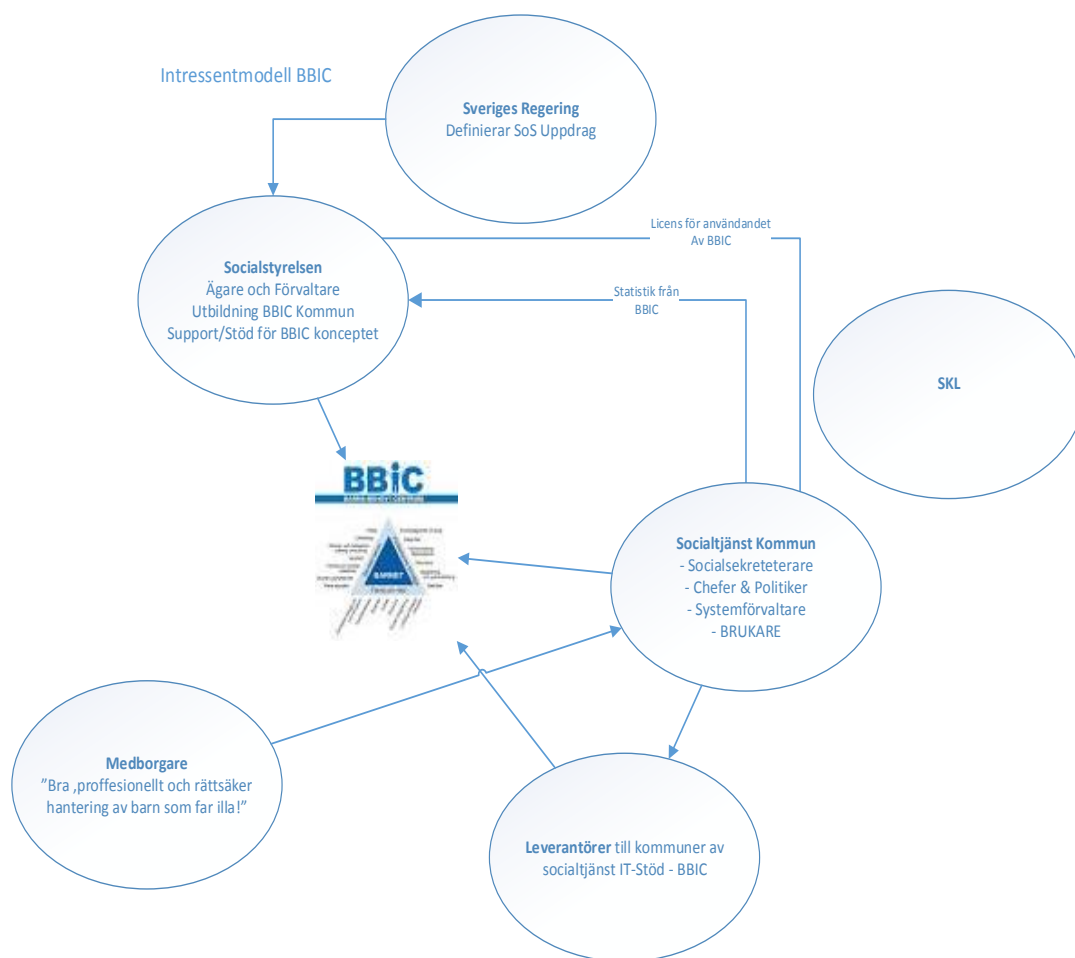 Intressentmodell BBIC
Sveriges Regering
Definierar SoS Uppdrag
Licens för användandet
Av BBIC
Socialstyrelsen
Ägare och Förvaltare
Utbildning BBIC Kommun
Support/Stöd för BBIC konceptet
Statistik från
BBIC
SKL
BBiC
BARNET
Socialtjänst Kommun
- Socialsekreteterare
- Chefer & Politiker
- Systemförvaltare
- BRUKARE
Medborgare
”Bra ,proffesionellt och rättsäker
hantering av barn som far illa!”
Leverantörer till kommuner av
socialtjänst IT-Stöd - BBIC